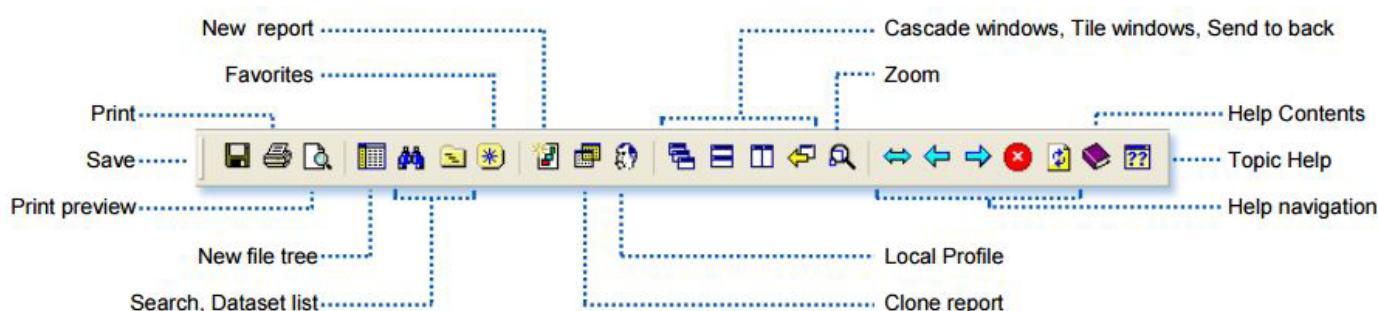 New report
Cascade windows, Tile windows, Send to back
Favorites
Zoom
Print
Help Contents
Save
Topic Help
Print preview
Help navigation
New file tree
Local Profile
Search, Dataset list
Clone report
??